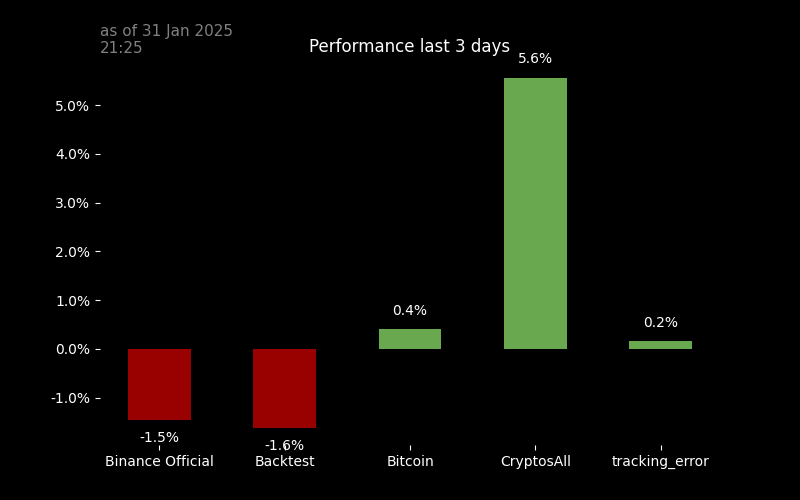 as of 31 Jan 2025
21:25
Performance last 3 days
5.6%
5.0%
4.0%
3.0%
2.0%
1.0%
0.4%
0.2%
0.0%
-1.0%
-1.5%
-1.6%
Binance Official
Backtest
Bitcoin
CryptosAll
tracking_error